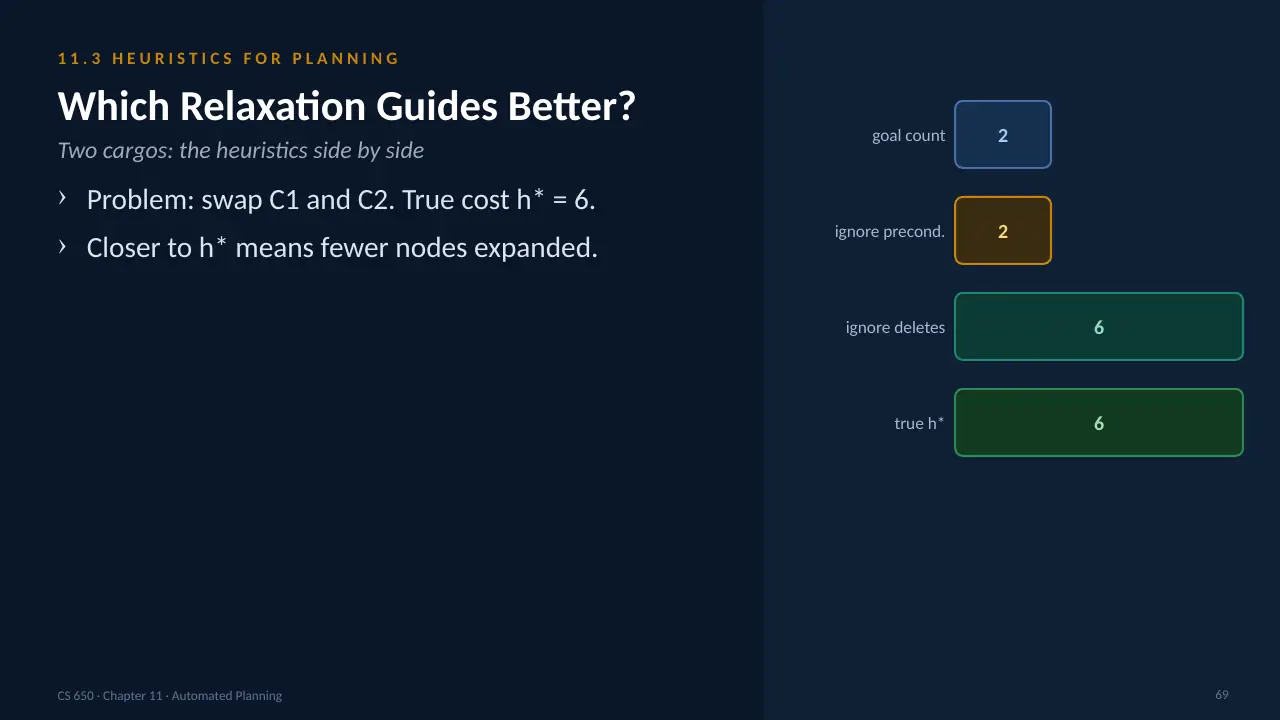 11.3 HEURISTICS FOR PLANNING
Which Relaxation Guides Better?
Two cargos: the heuristics side by side
› Problem: swap C1 and C2. True cost h* = 6.
› Closer to h* means fewer nodes expanded.
goal count 2
ignore precond. 2
ignore deletes 6
true h* 6
CS 650 · Chapter 11 · Automated Planning
69